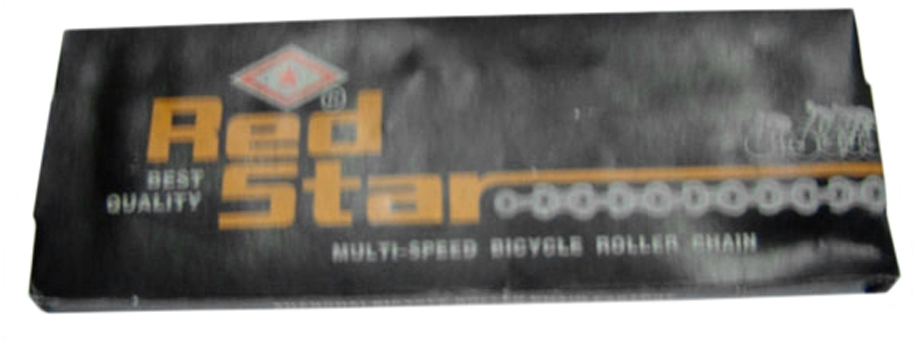 Red
®
Star
BEST
QUALITY
MULTI-SPEED BICYCLE ROLLER CHAIN